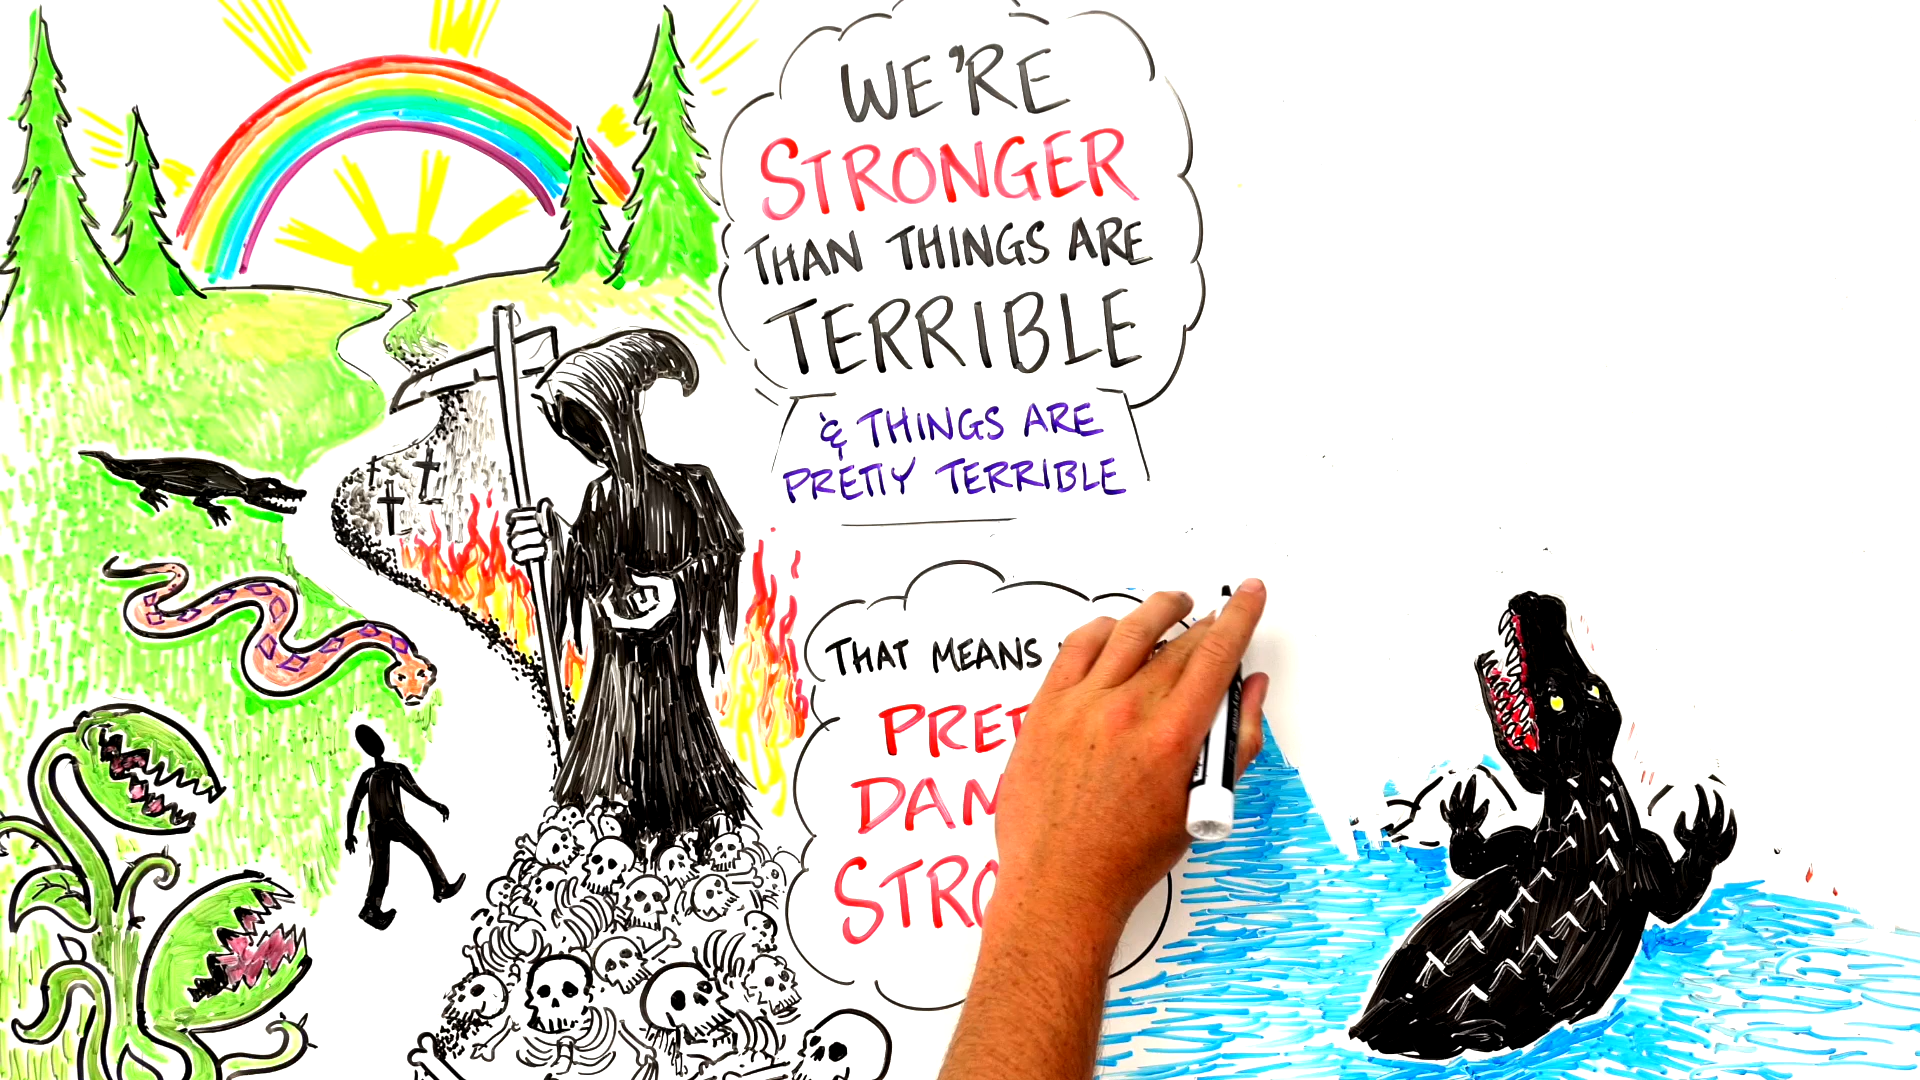 WE'RE
STRONGER
THAN THINGS ARE
TERRIBLE
& THINGS ARE
PRETTY TERRIBLE
THAT MEANS